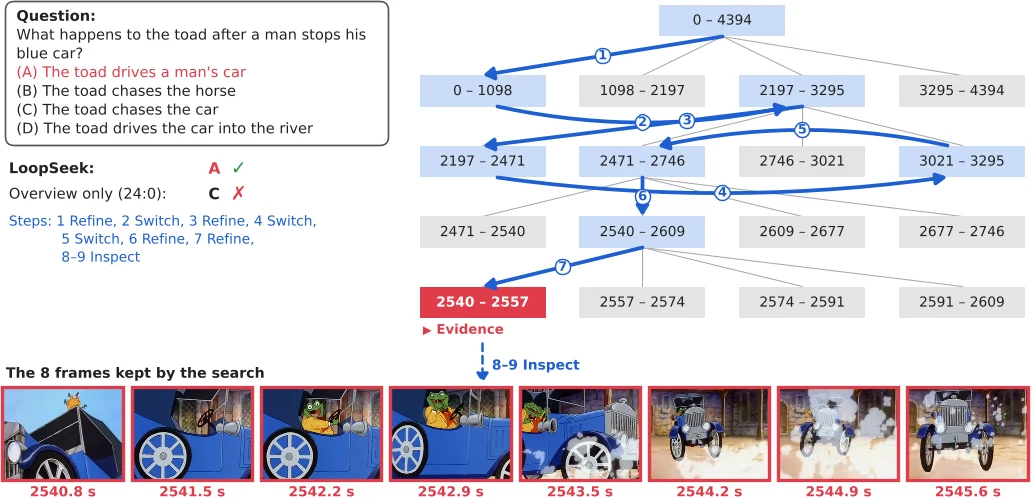 Question:
What happens to the toad after a man stops his
blue car?
(A) The toad drives a man's car
(B) The toad chases the horse
(C) The toad chases the car
(D) The toad drives the car into the river
LoopSeek: A ✓
Overview only (24:0): C ✗
Steps: 1 Refine, 2 Switch, 3 Refine, 4 Switch,
5 Switch, 6 Refine, 7 Refine,
8–9 Inspect
0 – 4394
1
0 – 1098 1098 – 2197 2197 – 3295 3295 – 4394
2 3 5
2197 – 2471 2471 – 2746 2746 – 3021 3021 – 3295
6 4
2471 – 2540 2540 – 2609 2609 – 2677 2677 – 2746
7
2540 – 2557 2557 – 2574 2574 – 2591 2591 – 2609
▶ Evidence
8–9 Inspect
The 8 frames kept by the search
2540.8 s 2541.5 s 2542.2 s 2542.9 s 2543.5 s 2544.2 s 2544.9 s 2545.6 s